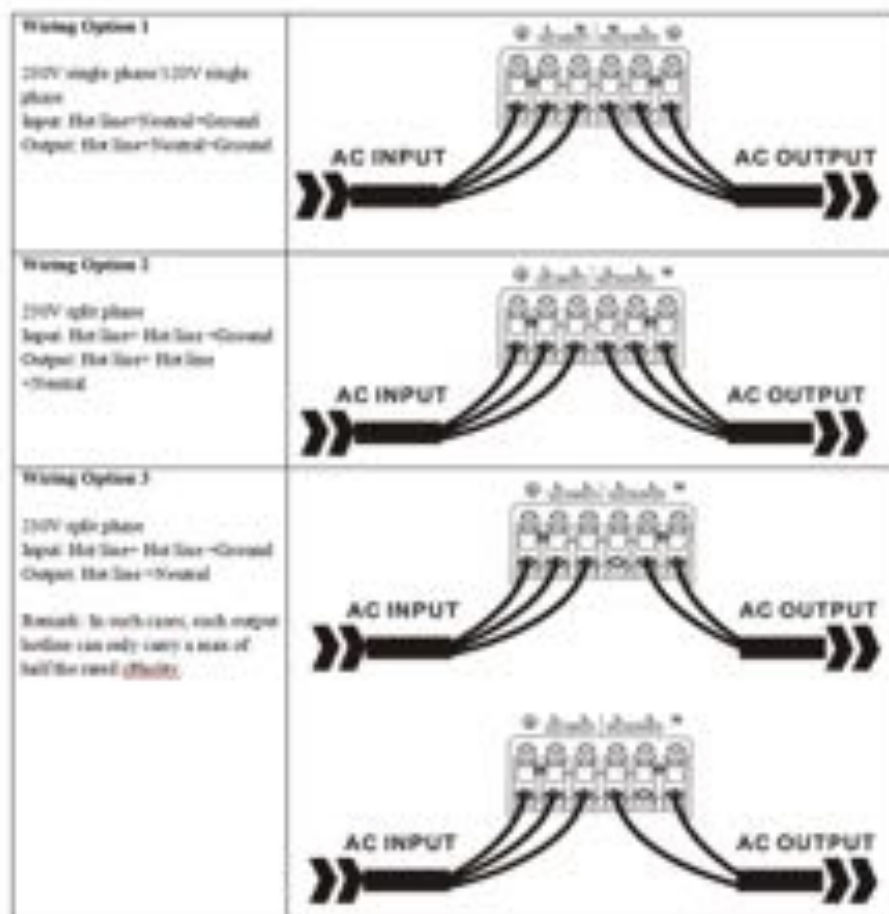 Wiring Option 1
230V single phase/120V single
phase
Input: Hot line+Neutral+Ground
Output: Hot line+Neutral+Ground
AC INPUT
AC OUTPUT
Wiring Option 2
230V split phase
Input: Hot line+ Hot line +Ground
Output: Hot line+ Hot line
+Neutral
AC INPUT
AC OUTPUT
Wiring Option 3
230V split phase
Input: Hot line+ Hot line +Ground
Output: Hot line +Neutral
Remark: In such cases, each output
hotline can only carry a max of
half the rated
AC INPUT
AC OUTPUT
AC INPUT
AC OUTPUT